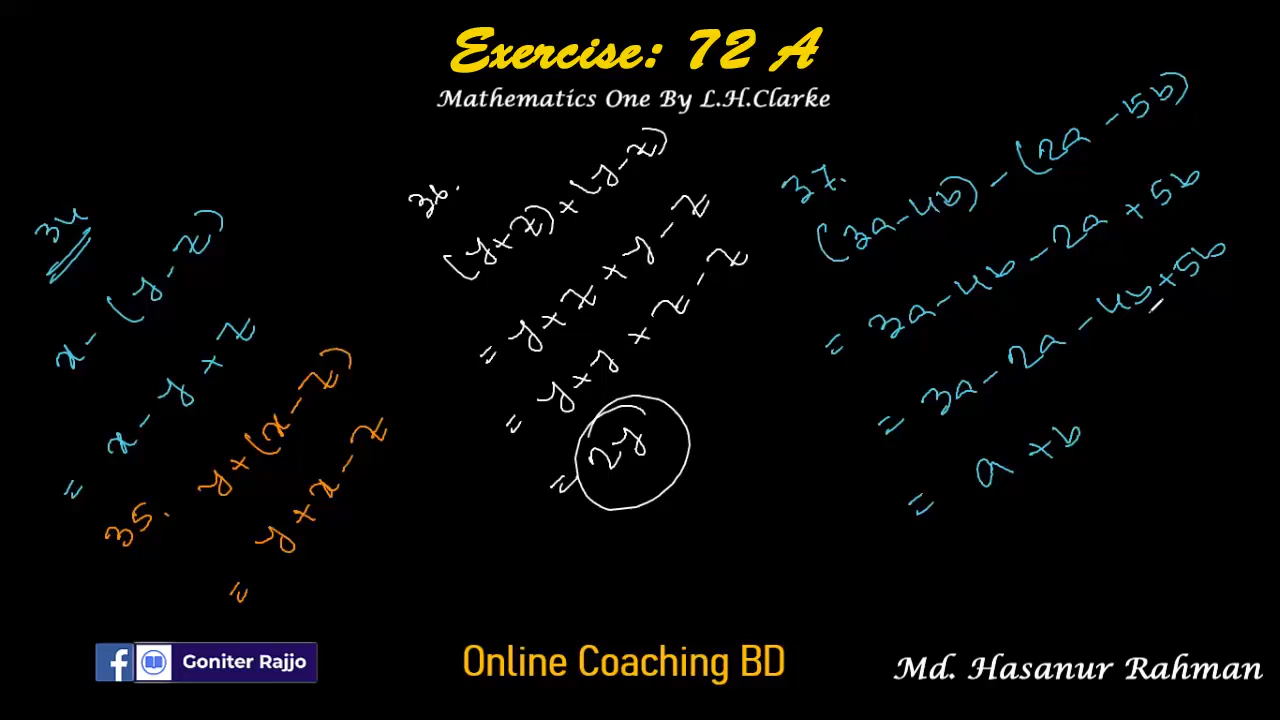 Exercise: 72 A
Mathematics One By L.H.Clarke
34
x - (y - z)
= x - y + z
35. y + (x - z)
= y + x - z
36.
(y + z) + (y - z)
= y + z + y - z
= y + y + z - z
= 2y
37.
(3a - 4b) - (2a - 5b)
= 3a - 4b - 2a + 5b
= 3a - 2a - 4b + 5b
= a + b
Goniter Rajjo
Online Coaching BD
Md. Hasanur Rahman